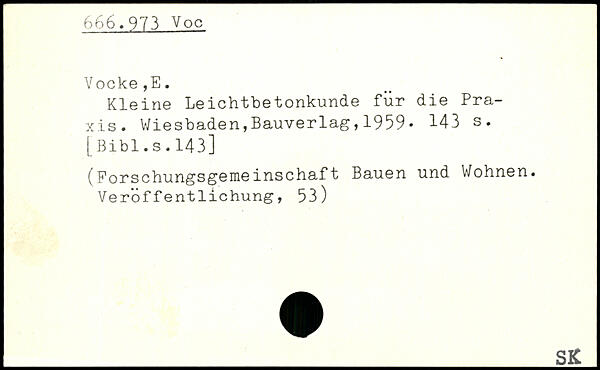 666.973 Voc
Vocke,E.
Kleine Leichtbetonkunde für die Pra-
xis. Wiesbaden,Bauverlag,1959. 143 s.
[Bibl.s.143]
(Forschungsgemeinschaft Bauen und Wohnen.
Veröffentlichung, 53)
SK